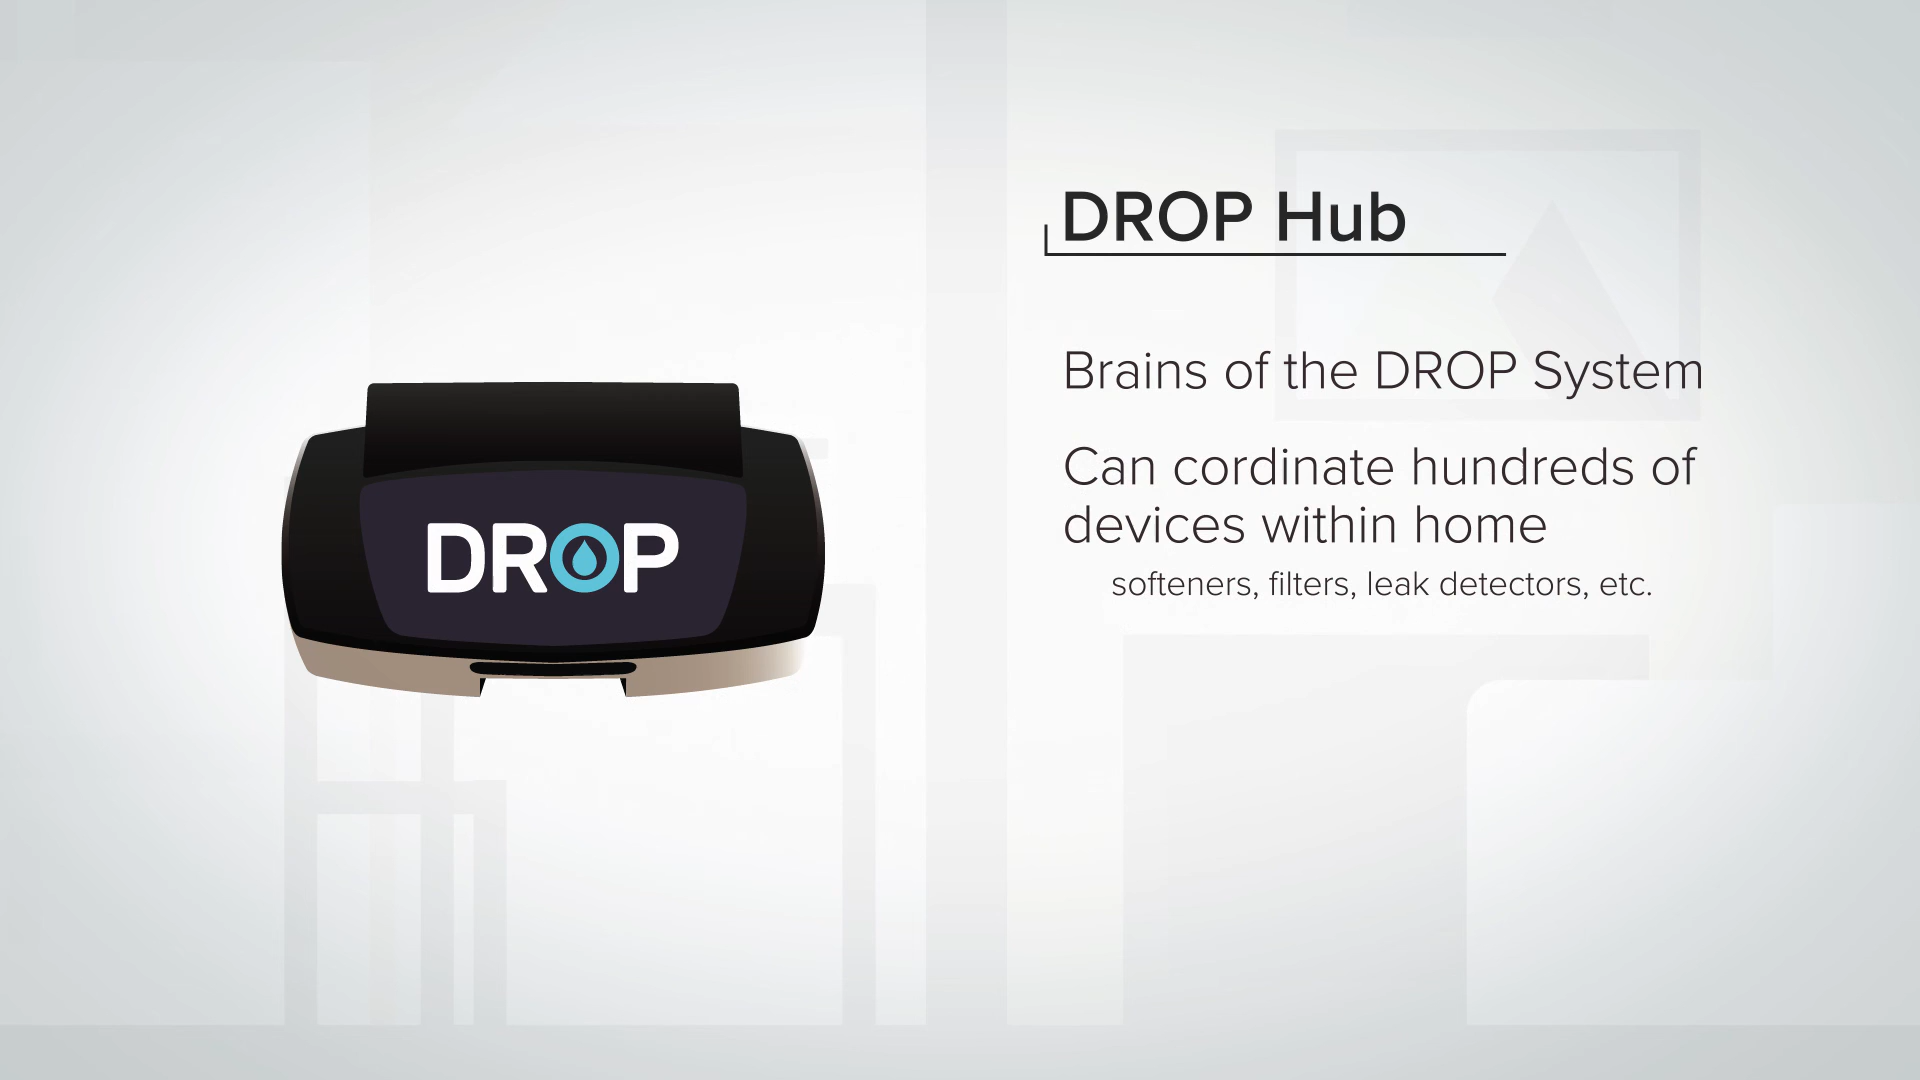 DROP Hub
Brains of the DROP System
Can cordinate hundreds of
devices within home
softeners, filters, leak detectors, etc.
DROP